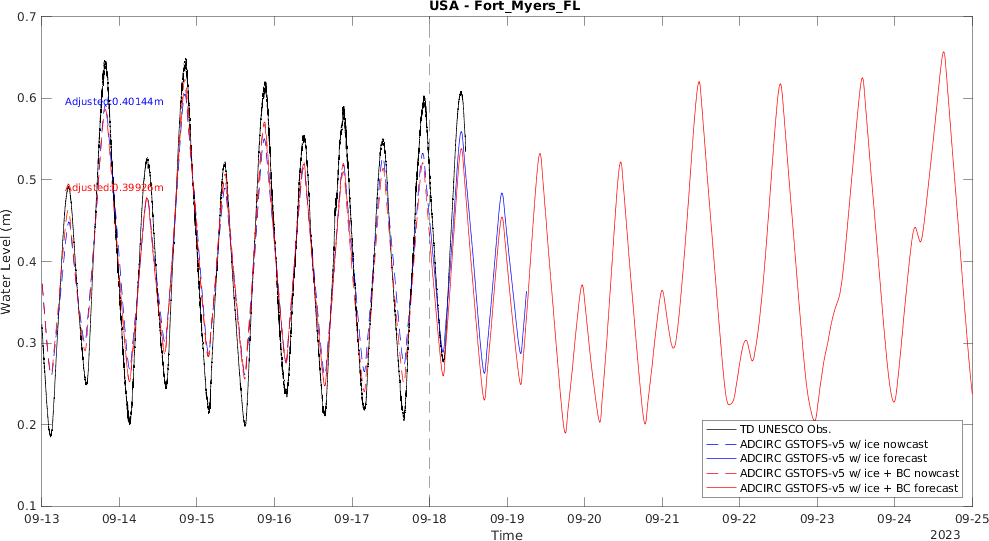 USA - Fort_Myers_FL
0.7
0.6
0.5
0.4
0.3
0.2
0.1
Water Level (m)
Adjusted:0.40144m
Adjusted:0.39926m
TD UNESCO Obs.
ADCIRC GSTOFS-v5 w/ ice nowcast
ADCIRC GSTOFS-v5 w/ ice forecast
ADCIRC GSTOFS-v5 w/ ice + BC nowcast
ADCIRC GSTOFS-v5 w/ ice + BC forecast
09-13 09-14 09-15 09-16 09-17 09-18 09-19 09-20 09-21 09-22 09-23 09-24 09-25
Time
2023